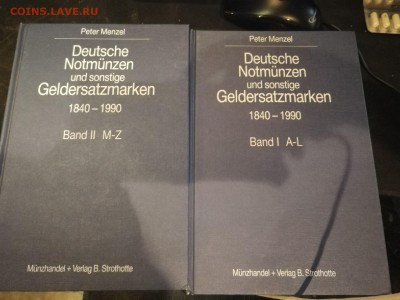 COINS.LAVE.RU
Peter Menzel
Deutsche
Notmünzen
und sonstige
Geldersatzmarken
1840–1990
Band II M-Z
Münzhandel + Verlag B. Strothotte
Peter Menzel
Deutsche
Notmünzen
und sonstige
Geldersatzmarken
1840–1990
Band I A-L
Münzhandel + Verlag B. Strothotte